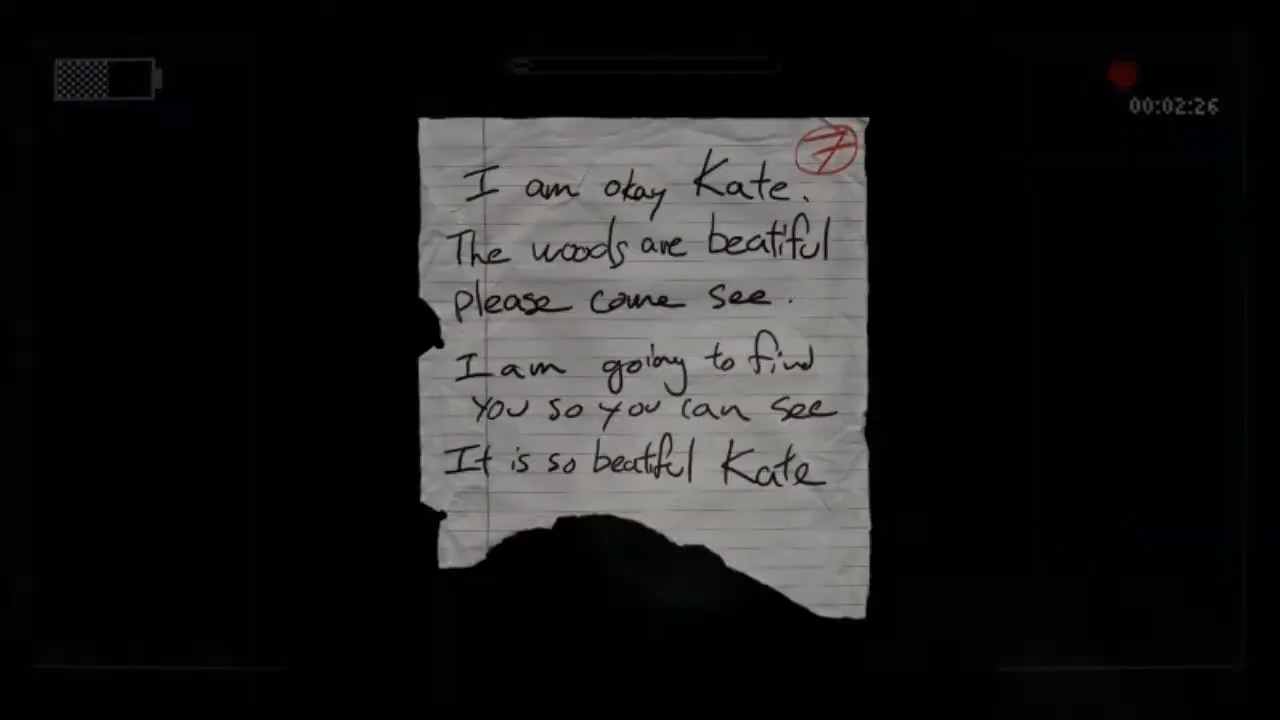 00:02:26
7
I am okay Kate.
The woods are beatiful
please come see.
I am going to find
you so you can see
It is so beatiful Kate